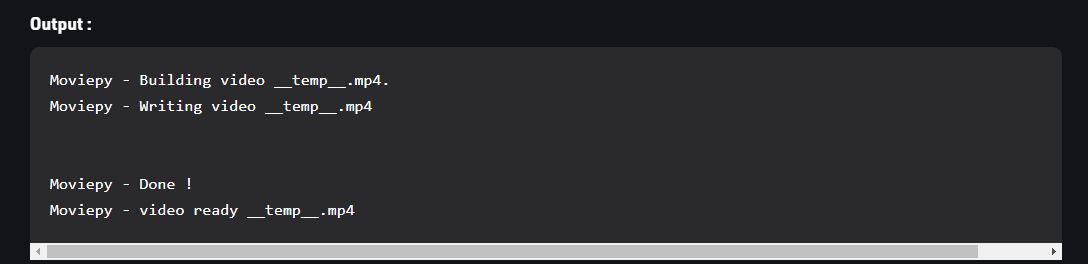 Output :
Moviepy - Building video __temp__.mp4.
Moviepy - Writing video __temp__.mp4
Moviepy - Done !
Moviepy - video ready __temp__.mp4